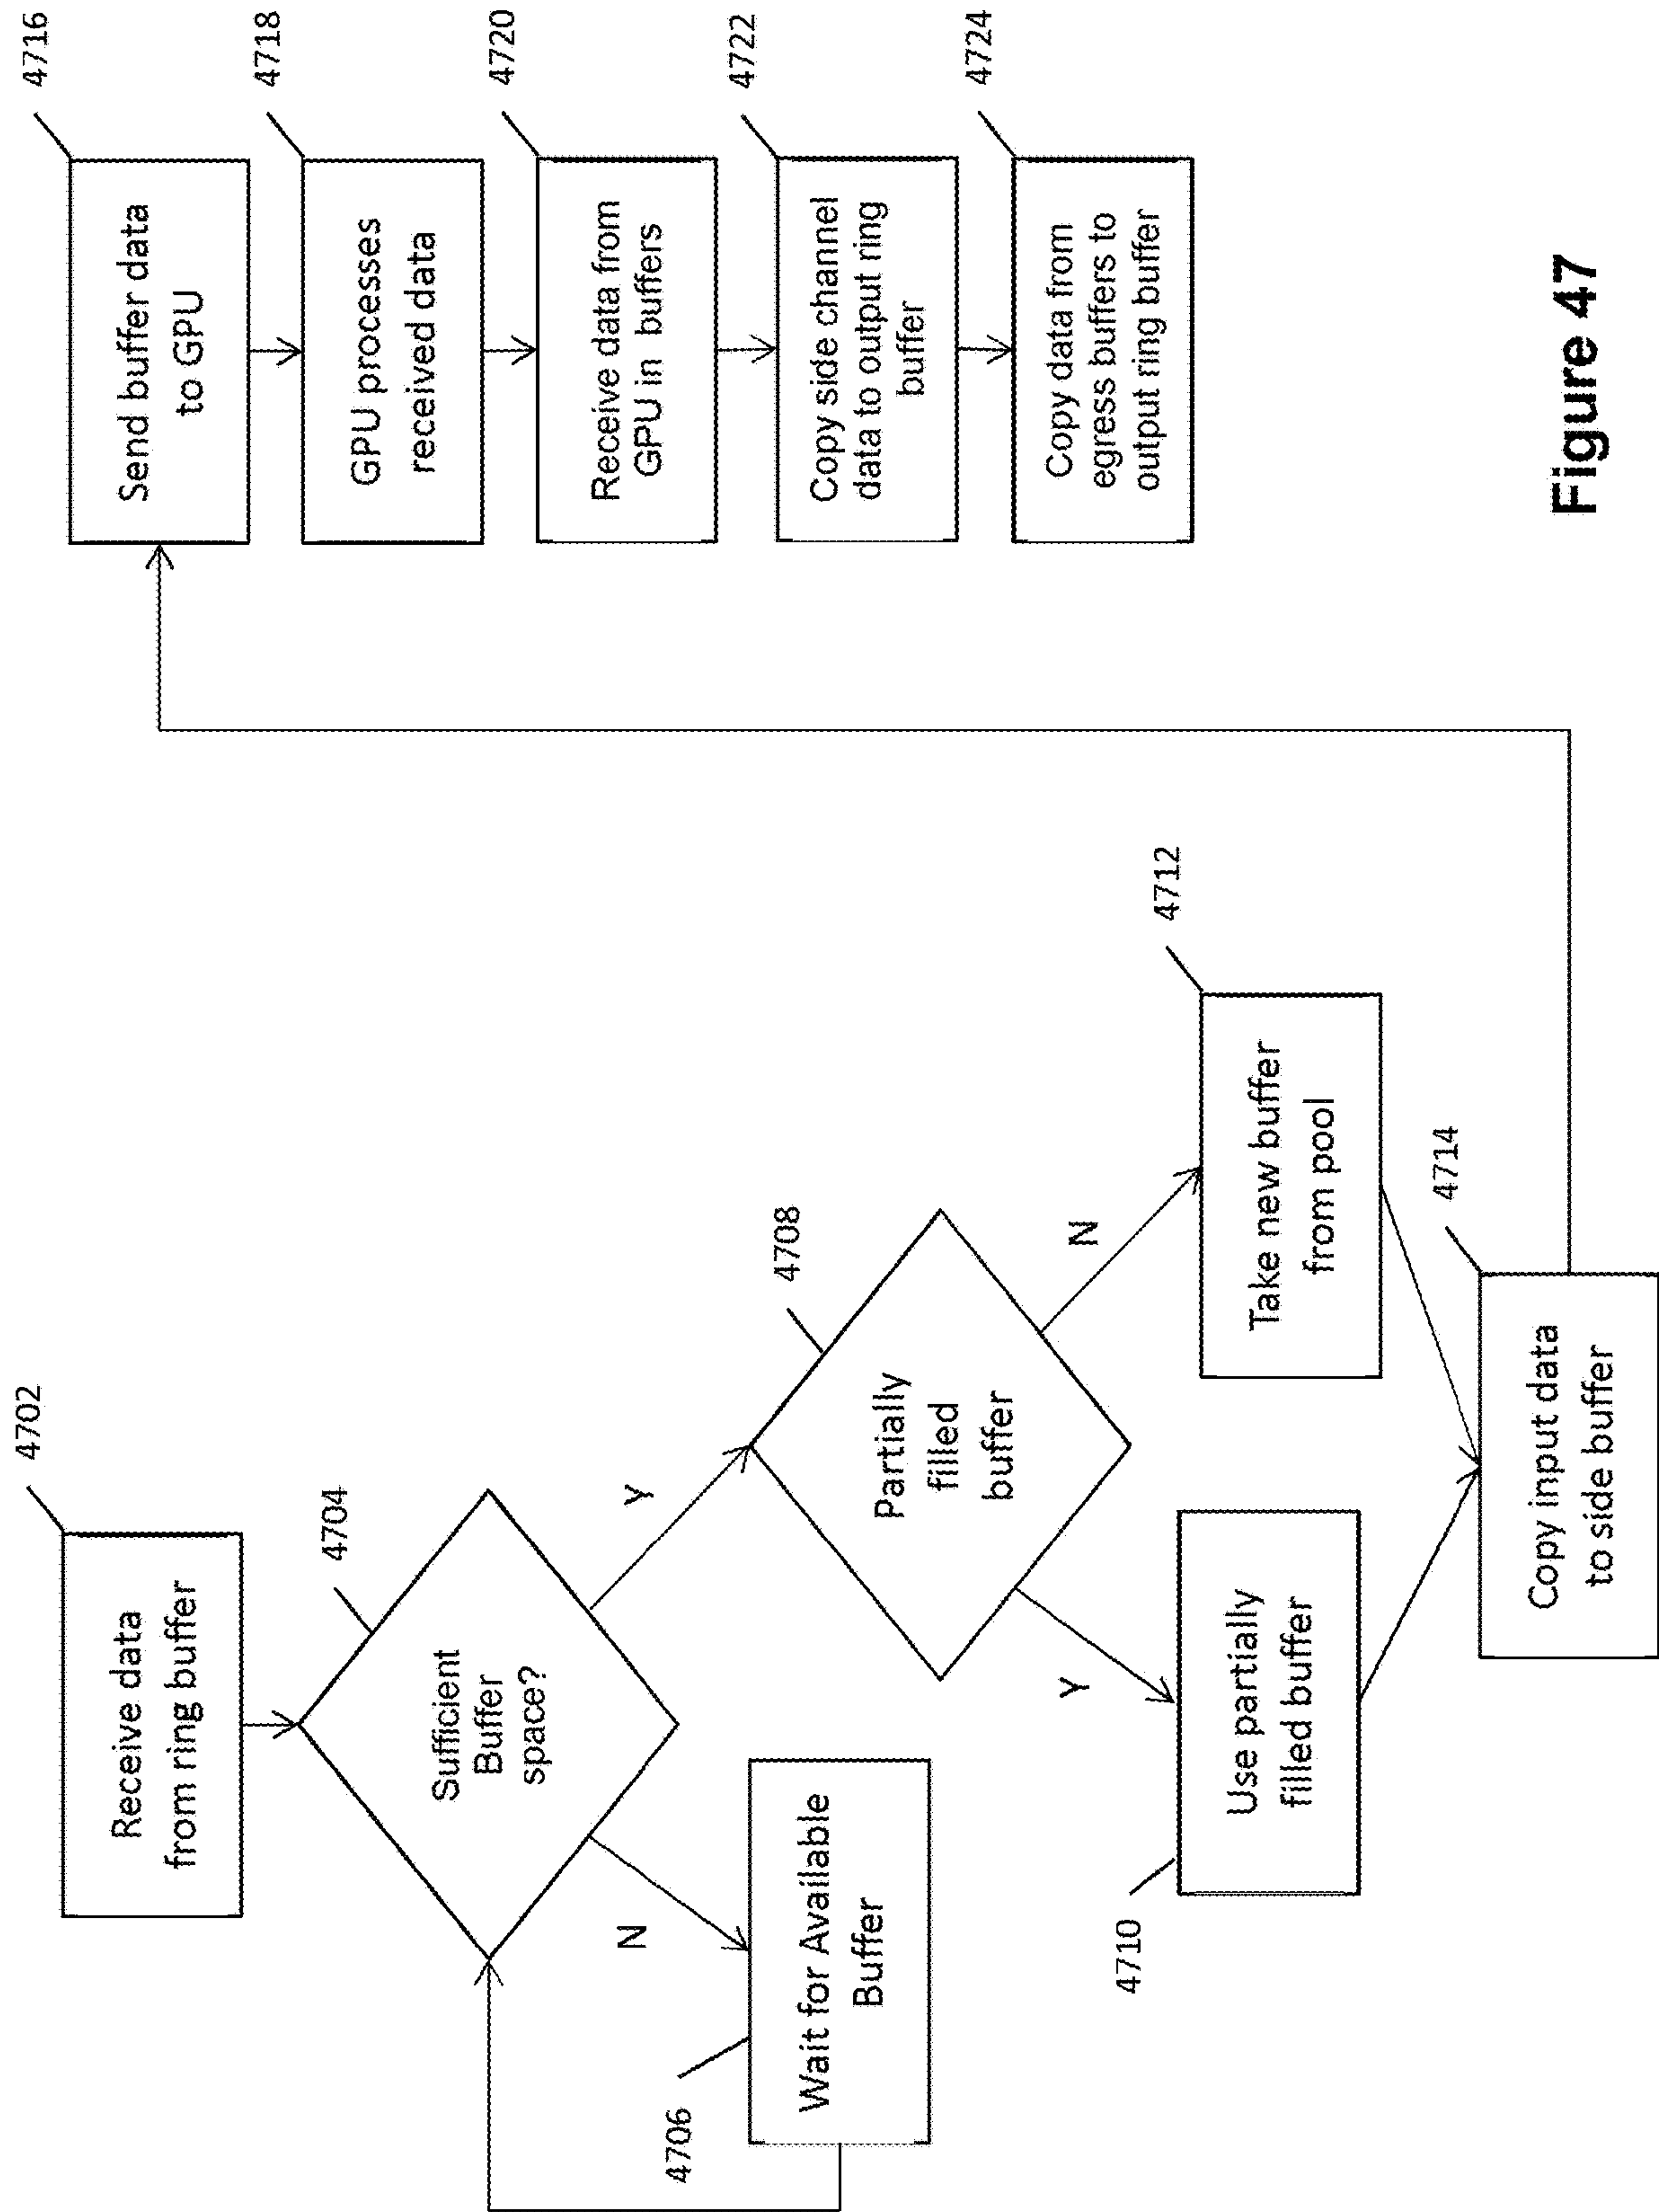 4702
Receive data
from ring buffer
4704
Sufficient
Buffer
space?
N
Y
4706
Wait for Available
Buffer
4708
Partially
filled
buffer
Y
N
4710
Use partially
filled buffer
4712
Take new buffer
from pool
4714
Copy input data
to side buffer
4716
Send buffer data
to GPU
4718
GPU processes
received data
4720
Receive data from
GPU in buffers
4722
Copy side channel
data to output ring
buffer
4724
Copy data from
egress buffers to
output ring buffer
Figure 47